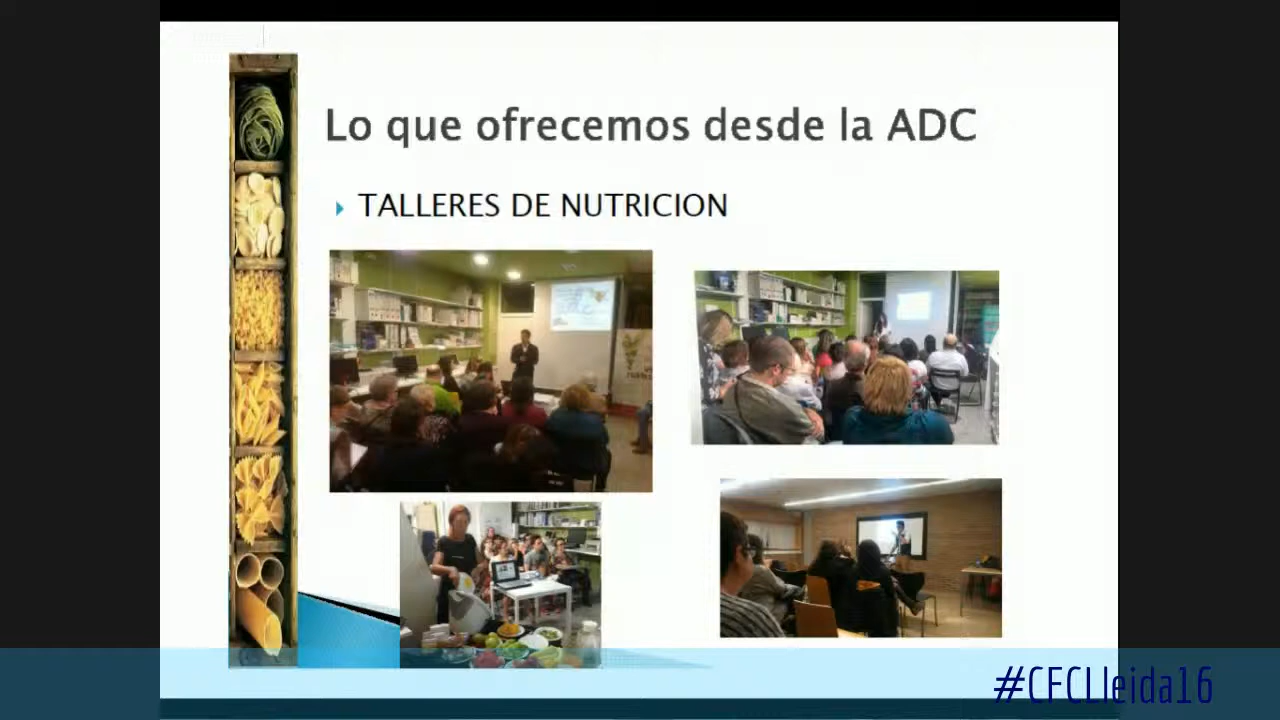 Lo que ofrecemos desde la ADC
TALLERES DE NUTRICION
#CFCLleida16